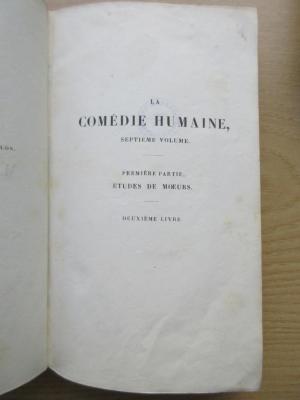 LA
COMÉDIE HUMAINE,
SEPTIÈME VOLUME.
PREMIÈRE PARTIE,
ÉTUDES DE MŒURS.
DEUXIÈME LIVRE